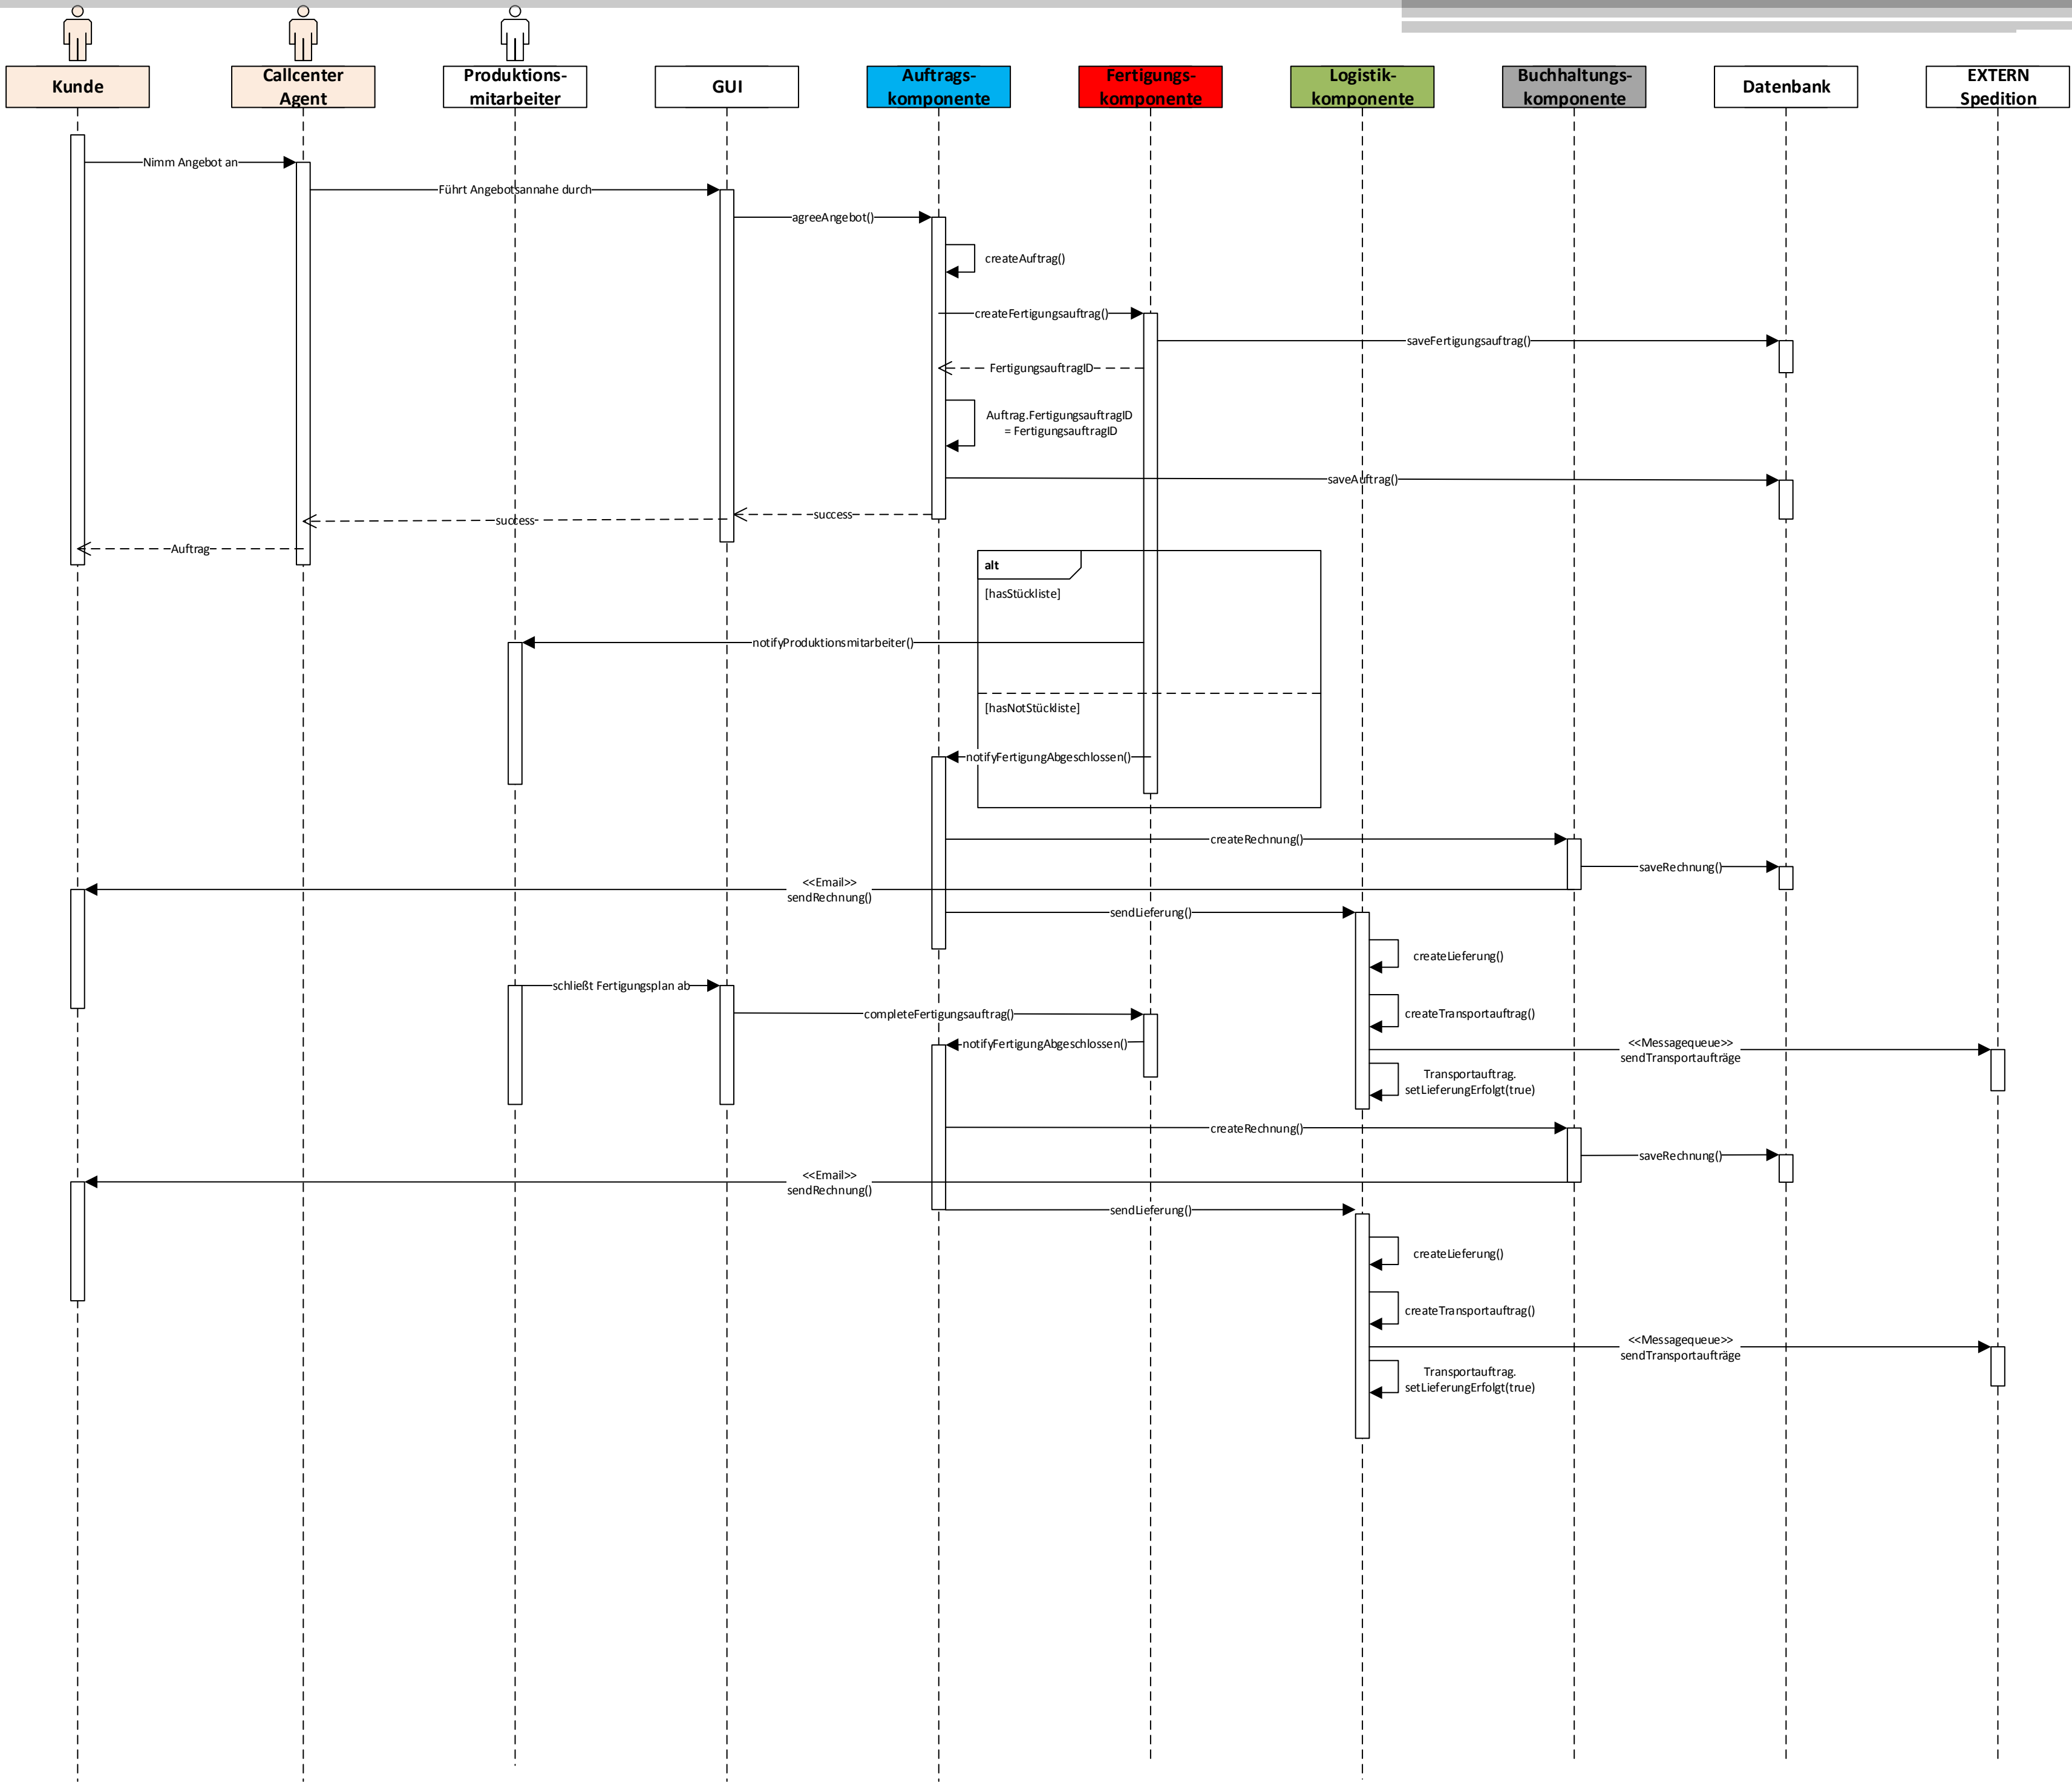 Kunde
Callcenter
Agent
Produktions-
mitarbeiter
GUI
Auftrags-
komponente
Fertigungs-
komponente
Logistik-
komponente
Buchhaltungs-
komponente
Datenbank
EXTERN
Spedition
Nimm Angebot an
Führt Angebotsannahe durch
agreeAngebot()
createAuftrag()
createFertigungsauftrag()
saveFertigungsauftrag()
FertigungsauftragID
Auftrag.FertigungsauftragID
= FertigungsauftragID
saveAuftrag()
success
success
Auftrag
alt
[hasStückliste]
notifyProduktionsmitarbeiter()
[hasNotStückliste]
notifyFertigungAbgeschlossen()
createRechnung()
saveRechnung()
<<Email>>
sendRechnung()
sendLieferung()
createLieferung()
schließt Fertigungsplan ab
completeFertigungsauftrag()
createTransportauftrag()
notifyFertigungAbgeschlossen()
<<Messagequeue>>
sendTransportaufträge
Transportauftrag.
setLieferungErfolgt(true)
createRechnung()
saveRechnung()
<<Email>>
sendRechnung()
sendLieferung()
createLieferung()
createTransportauftrag()
<<Messagequeue>>
sendTransportaufträge
Transportauftrag.
setLieferungErfolgt(true)